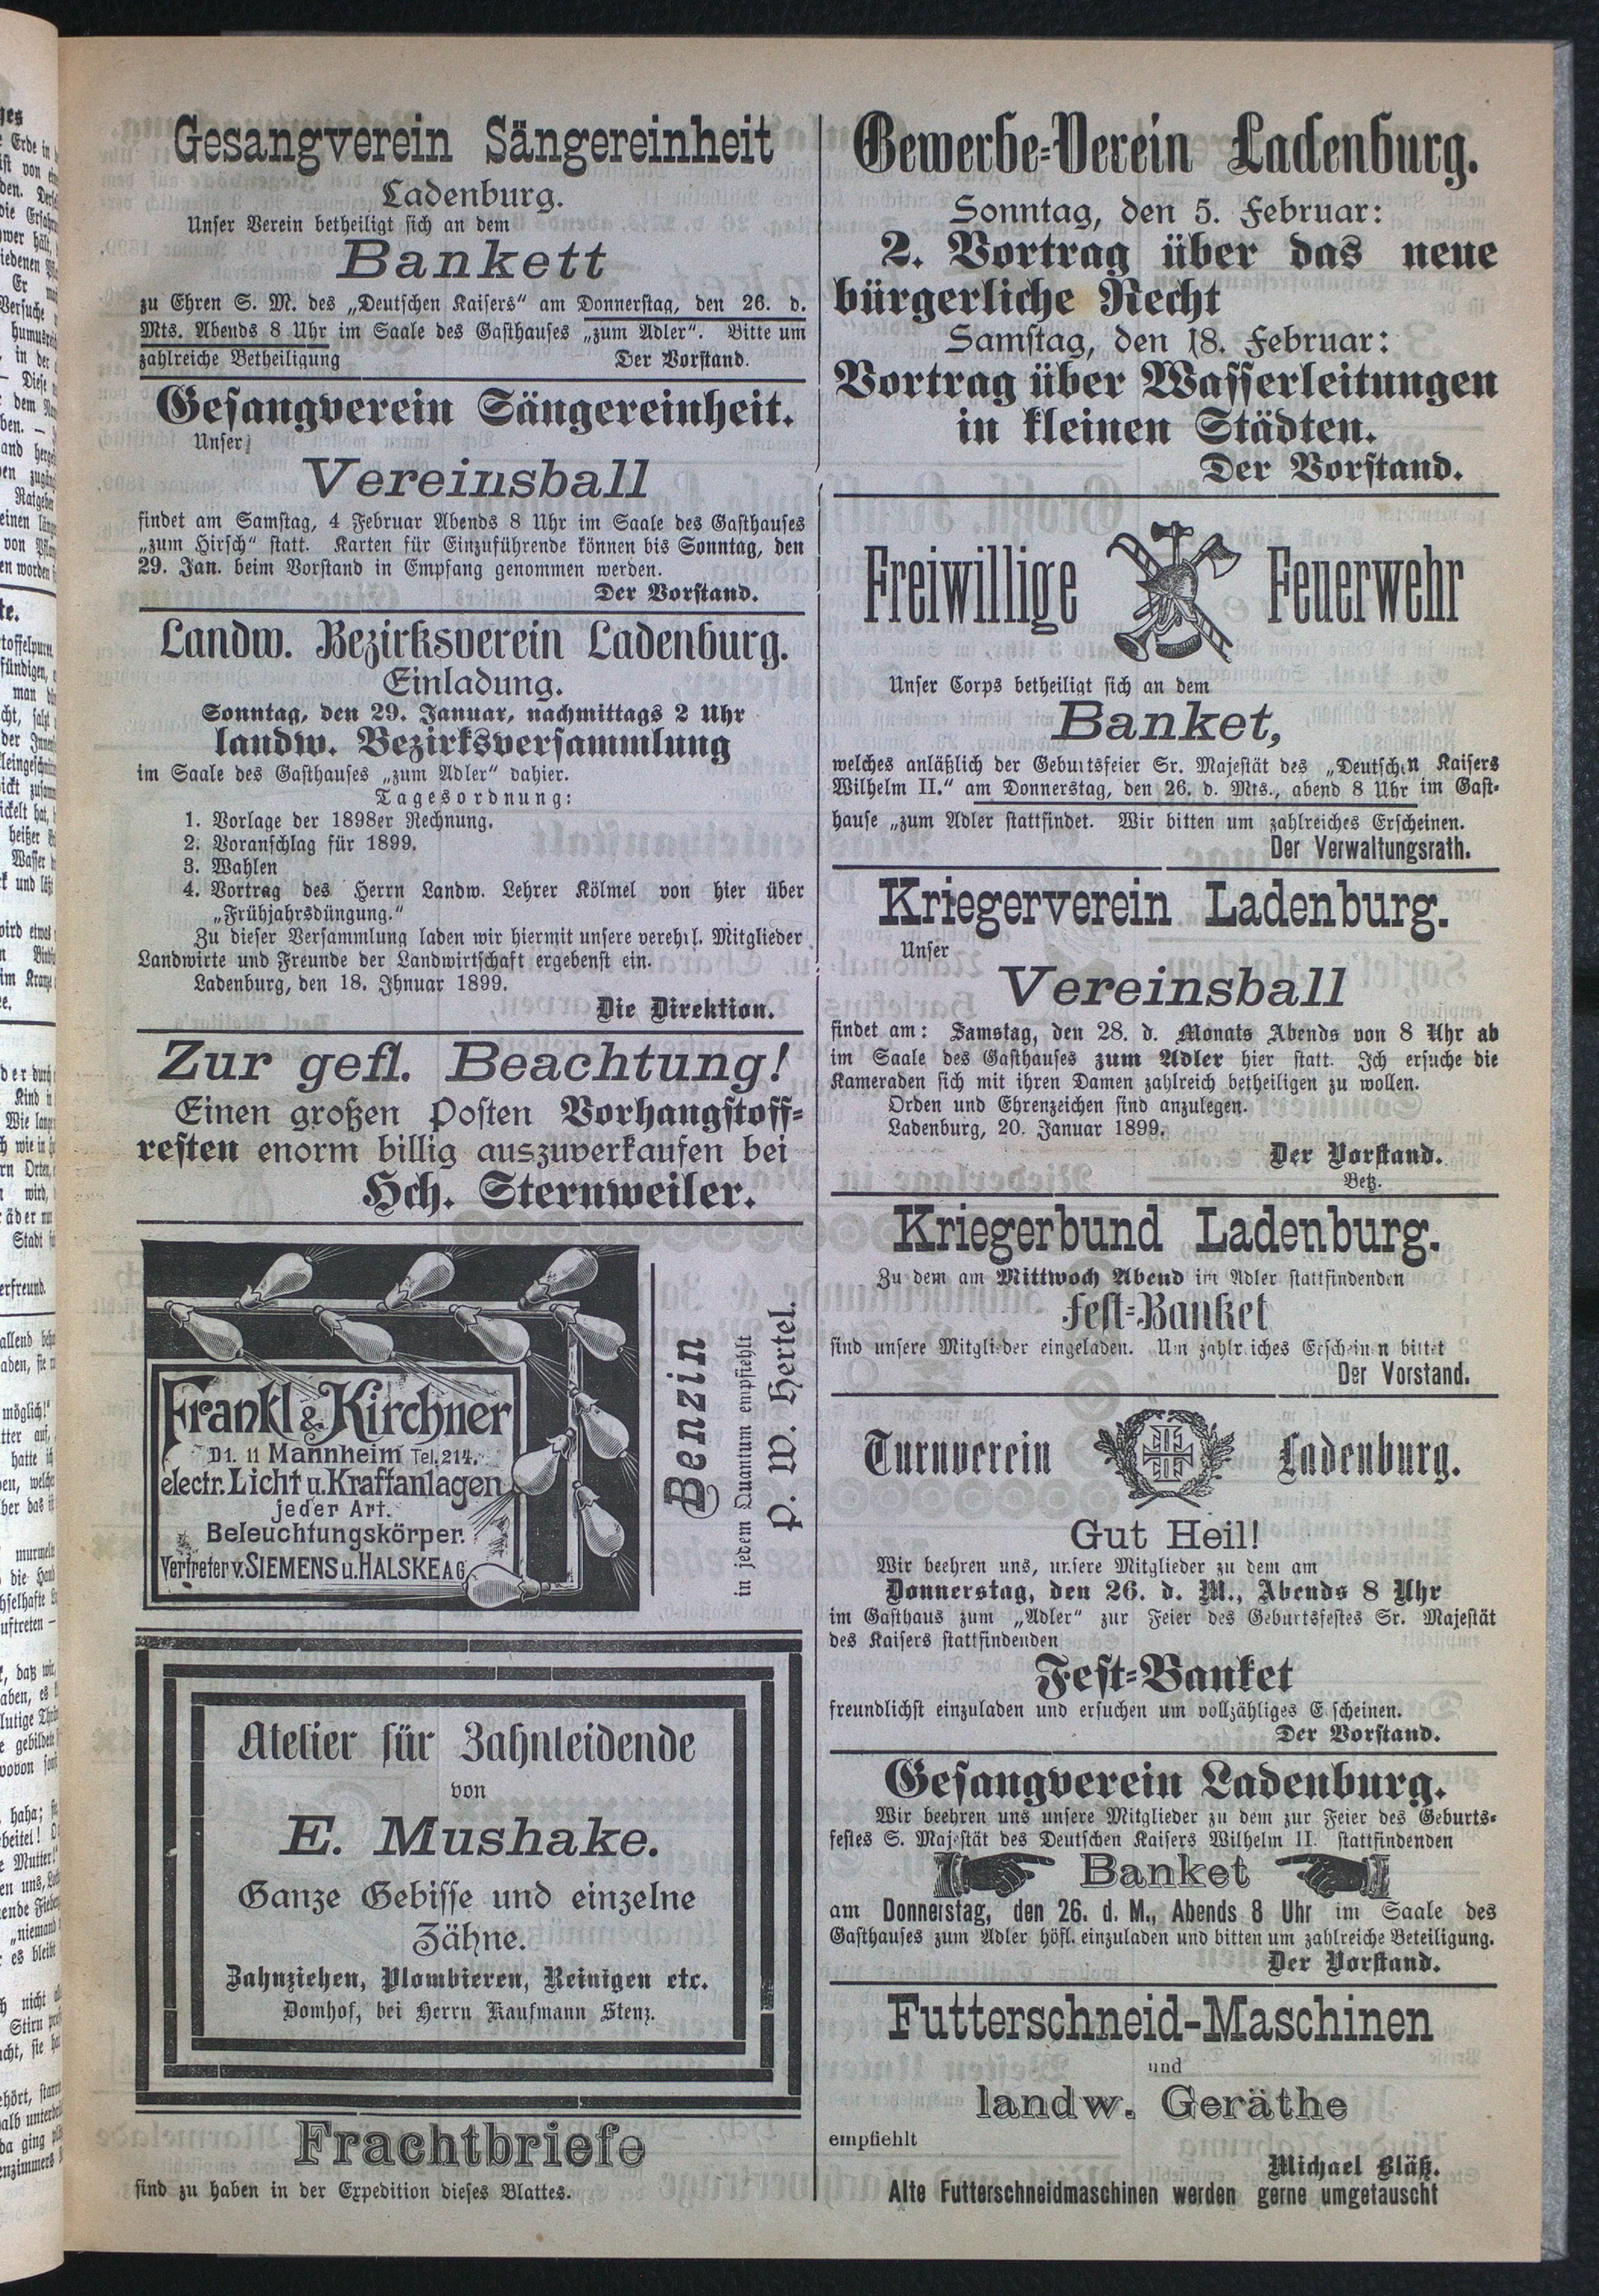 Gesangverein Sängereinheit
Ladenburg.
Unser Verein betheiligt sich an dem
Bankett
zu Ehren S. M. des „Deutschen Kaisers“ am Donnerstag, den 26. d.
Mts. Abends 8 Uhr im Saale des Gasthauses „zum Adler“. Bitte um
zahlreiche Betheiligung Der Vorstand.
Gesangverein Sängereinheit.
Unser
Vereinsball
findet am Samstag, 4 Februar Abends 8 Uhr im Saale des Gasthauses
„zum Hirsch“ statt. Karten für Einzuführende können bis Sonntag, den
29. Jan. beim Vorstand in Empfang genommen werden.
Der Vorstand.
Landw. Bezirksverein Ladenburg.
Einladung.
Sonntag, den 29. Januar, nachmittags 2 Uhr
landw. Bezirksversammlung
im Saale des Gasthauses „zum Adler“ dahier.
Tagesordnung:
1. Vorlage der 1898er Rechnung.
2. Voranschlag für 1899.
3. Wahlen
4. Vortrag des Herrn Landw. Lehrer Kölmel von hier über
„Frühjahrsdüngung.“
Zu dieser Versammlung laden wir hiermit unsere verehrl. Mitglieder
Landwirte und Freunde der Landwirtschaft ergebenst ein.
Ladenburg, den 18. Jhnuar 1899.
Die Direktion.
Zur gefl. Beachtung!
Einen großen Posten Vorhangstoff-
resten enorm billig auszuverkaufen bei
Hch. Sternweiler.
Frankl & Kirchner
D1. 11 Mannheim Tel. 214.
electr. Licht u. Kraftanlagen
jeder Art.
Beleuchtungskörper.
Vertreter v. SIEMENS u. HALSKE AG
Benzin
in jedem Quantum empfiehlt
P. W. Hertel.
Atelier für Zahnleidende
von
E. Mushake.
Ganze Gebisse und einzelne
Zähne.
Zahnziehen, Plombieren, Reinigen etc.
Domhof, bei Herrn Kaufmann Stenz.
Frachtbriefe
sind zu haben in der Expedition dieses Blattes.
Gewerbe-Verein Ladenburg.
Sonntag, den 5. Februar:
2. Vortrag über das neue
bürgerliche Recht
Samstag, den 18. Februar:
Vortrag über Wasserleitungen
in kleinen Städten.
Der Vorstand.
Freiwillige Feuerwehr
Unser Corps betheiligt sich an dem
Banket,
welches anläßlich der Geburtsfeier Sr. Majestät des „Deutschen Kaisers
Wilhelm II.“ am Donnerstag, den 26. d. Mts., abend 8 Uhr im Gast-
hause „zum Adler stattfindet. Wir bitten um zahlreiches Erscheinen.
Der Verwaltungsrath.
Kriegerverein Ladenburg.
Unser
Vereinsball
findet am: Samstag, den 28. d. Monats Abends von 8 Uhr ab
im Saale des Gasthauses zum Adler hier statt. Ich ersuche die
Kameraden sich mit ihren Damen zahlreich betheiligen zu wollen.
Orden und Ehrenzeichen sind anzulegen.
Ladenburg, 20. Januar 1899.
Der Vorstand.
Betz.
Kriegerbund Ladenburg.
Zu dem am Mittwoch Abend im Adler stattfindenden
Fest-Banket
sind unsere Mitglieder eingeladen. Um zahlreiches Erscheinen bittet
Der Vorstand.
Turnverein Ladenburg.
Gut Heil!
Wir beehren uns, unsere Mitglieder zu dem am
Donnerstag, den 26. d. M., Abends 8 Uhr
im Gasthaus zum „Adler“ zur Feier des Geburtsfestes Sr. Majestät
des Kaisers stattfindenden
Fest-Banket
freundlichst einzuladen und ersuchen um vollzähliges E scheinen.
Der Vorstand.
Gesangverein Ladenburg.
Wir beehren uns unsere Mitglieder zu dem zur Feier des Geburts-
festes S. Majestät des Deutschen Kaisers Wilhelm II. stattfindenden
Banket
am Donnerstag, den 26. d. M., Abends 8 Uhr im Saale des
Gasthauses zum Adler höfl. einzuladen und bitten um zahlreiche Beteiligung.
Der Vorstand.
Futterschneid-Maschinen
und
landw. Geräthe
empfiehlt
Michael Bläß.
Alte Futterschneidmaschinen werden gerne umgetauscht